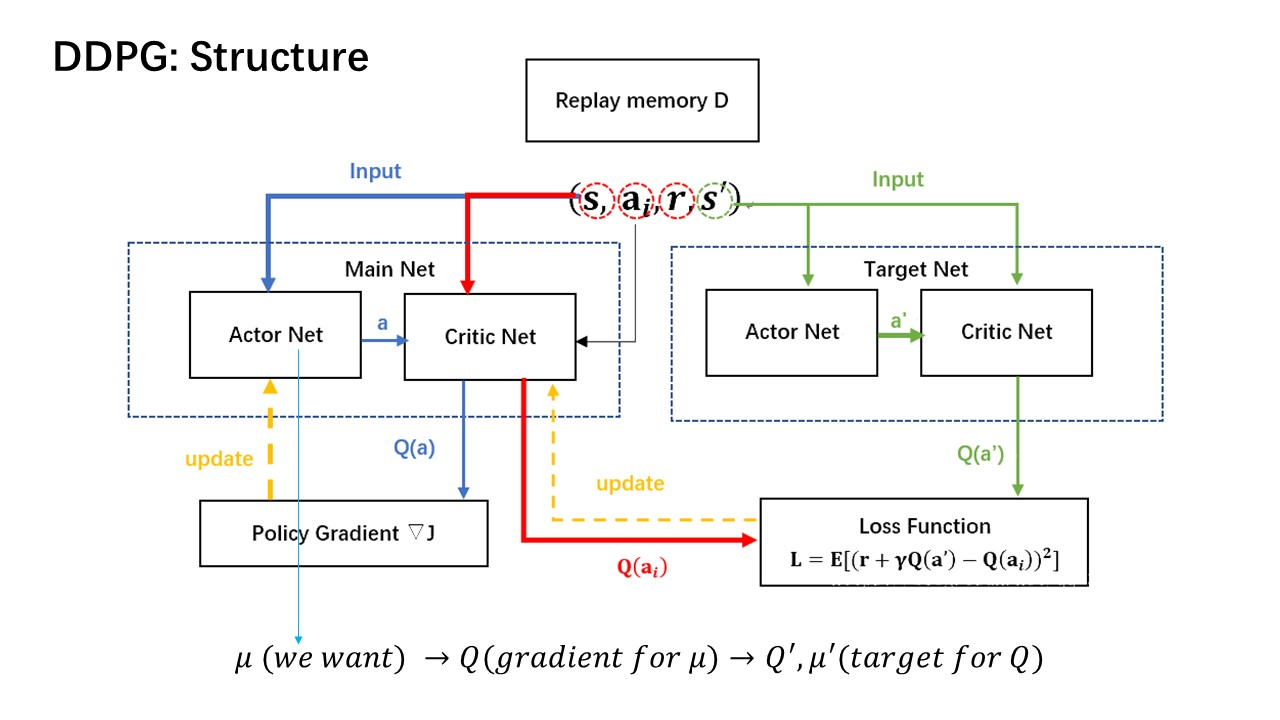 DDPG: Structure
Replay memory D
Input
(s, aᵢ, r, s′)
Input
Main Net
Target Net
Actor Net
a
Critic Net
Actor Net
a'
Critic Net
Q(a)
Q(a’)
update
update
Policy Gradient ▽J
Loss Function
L = E[(r + γQ(a’) − Q(aᵢ))²]
Q(aᵢ)
μ (we want) → Q(gradient for μ) → Q′, μ′(target for Q)